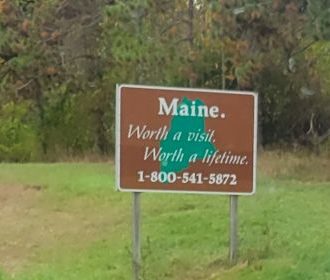 Maine.
Worth a visit,
Worth a lifetime.
1-800-541-5872